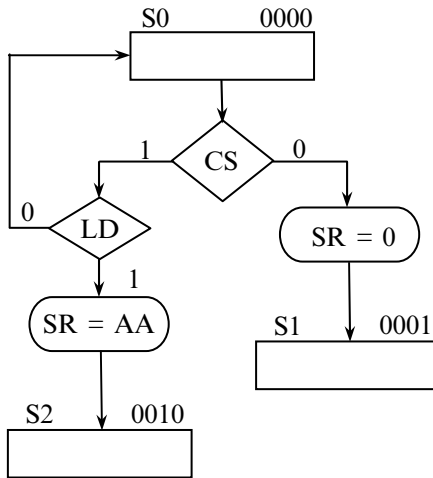 S0 0000
1 CS 0
0 LD
SR = 0
1
SR = AA
S1 0001
S2 0010